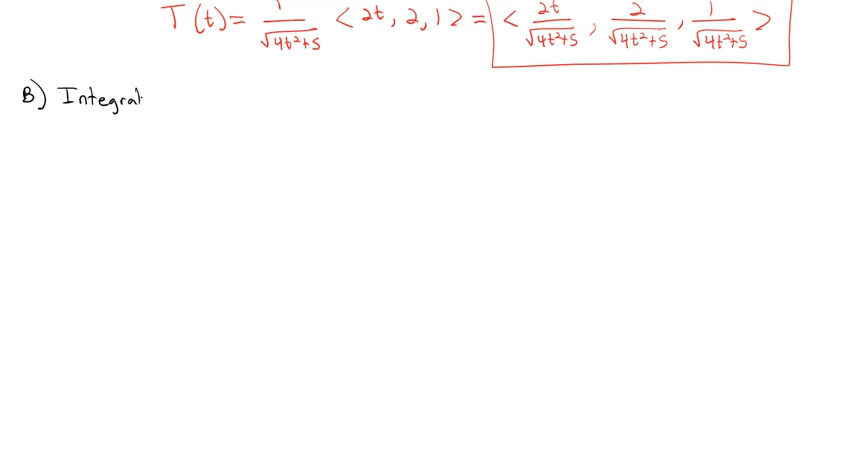 T(t) = 1/√4t²+5 < 2t, 2, 1 > = < 2t/√4t²+5 , 2/√4t²+5 , 1/√4t²+5 >
B) Integral